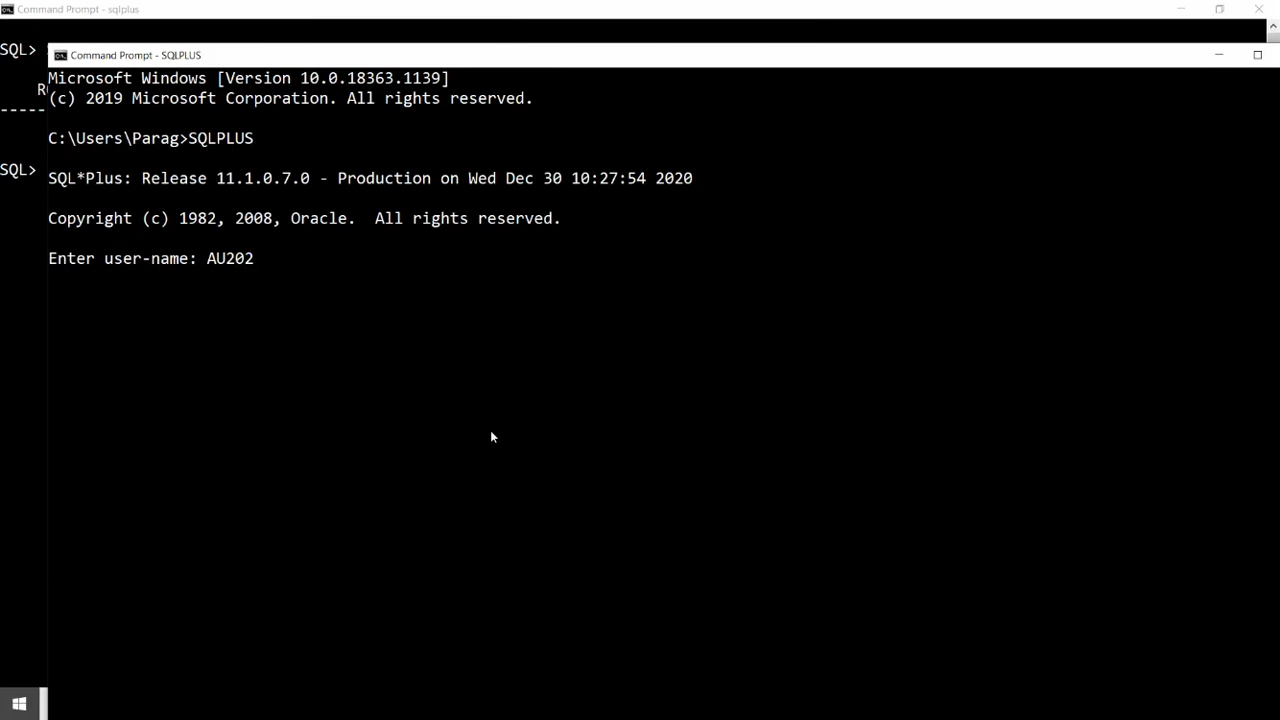 Command Prompt - sqlplus
SQL>
Command Prompt - SQLPLUS
Microsoft Windows [Version 10.0.18363.1139]
R
(c) 2019 Microsoft Corporation. All rights reserved.
-----
C:\Users\Parag>SQLPLUS
SQL>
SQL*Plus: Release 11.1.0.7.0 - Production on Wed Dec 30 10:27:54 2020
Copyright (c) 1982, 2008, Oracle.  All rights reserved.
Enter user-name: AU202